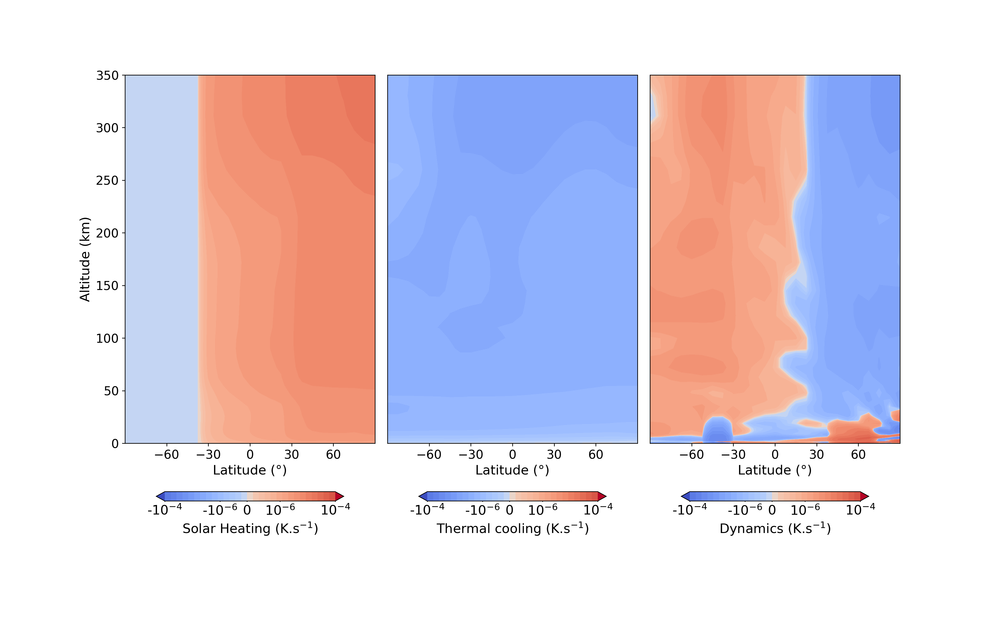 350
300
250
200
150
100
50
0
Altitude (km)
−60 −30 0 30 60
−60 −30 0 30 60
−60 −30 0 30 60
Latitude (°)
Latitude (°)
Latitude (°)
-10⁻⁴ -10⁻⁶ 0 10⁻⁶ 10⁻⁴
-10⁻⁴ -10⁻⁶ 0 10⁻⁶ 10⁻⁴
-10⁻⁴ -10⁻⁶ 0 10⁻⁶ 10⁻⁴
Solar Heating (K.s⁻¹)
Thermal cooling (K.s⁻¹)
Dynamics (K.s⁻¹)